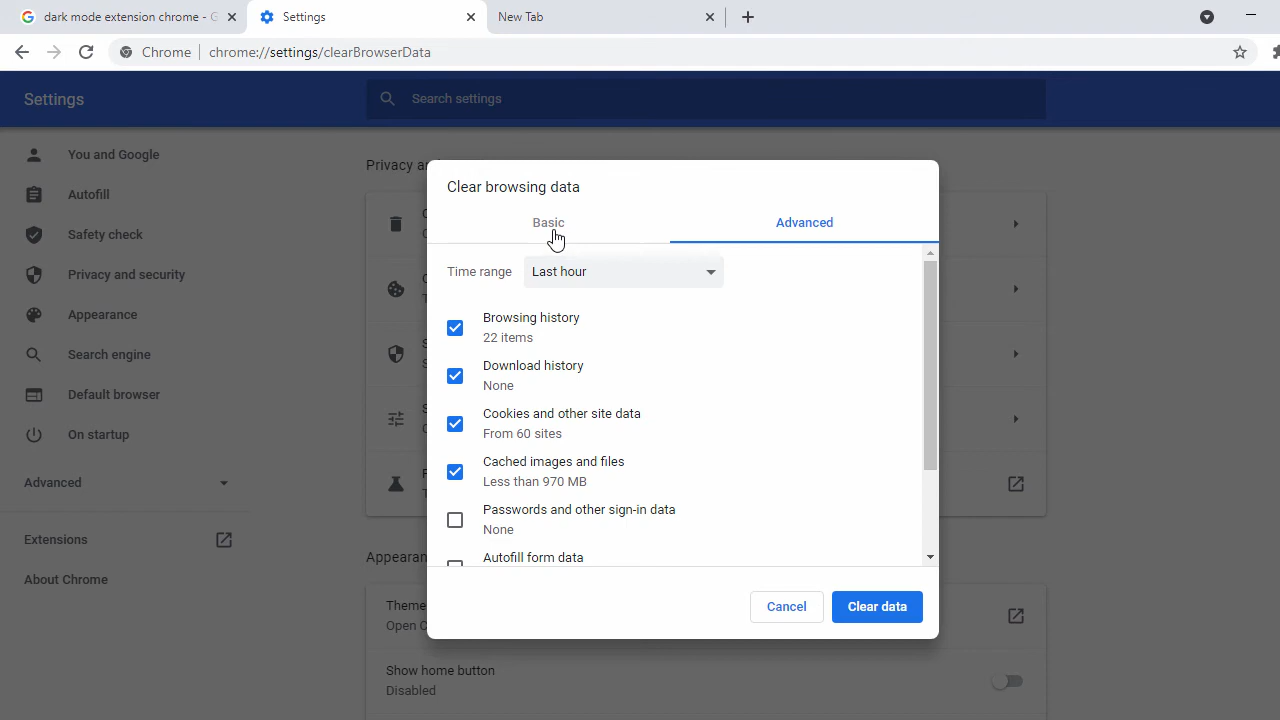 dark mode extension chrome - G
Settings
New Tab
Chrome
chrome://settings/clearBrowserData
Settings
Search settings
You and Google
Autofill
Safety check
Privacy and security
Appearance
Search engine
Default browser
On startup
Advanced
Extensions
About Chrome
Privacy
Clear browsing data
Basic
Advanced
Time range
Last hour
Browsing history
22 items
Download history
None
Cookies and other site data
From 60 sites
Cached images and files
Less than 970 MB
Passwords and other sign-in data
None
Autofill form data
Cancel
Clear data
Appearan
Theme
Open
Show home button
Disabled